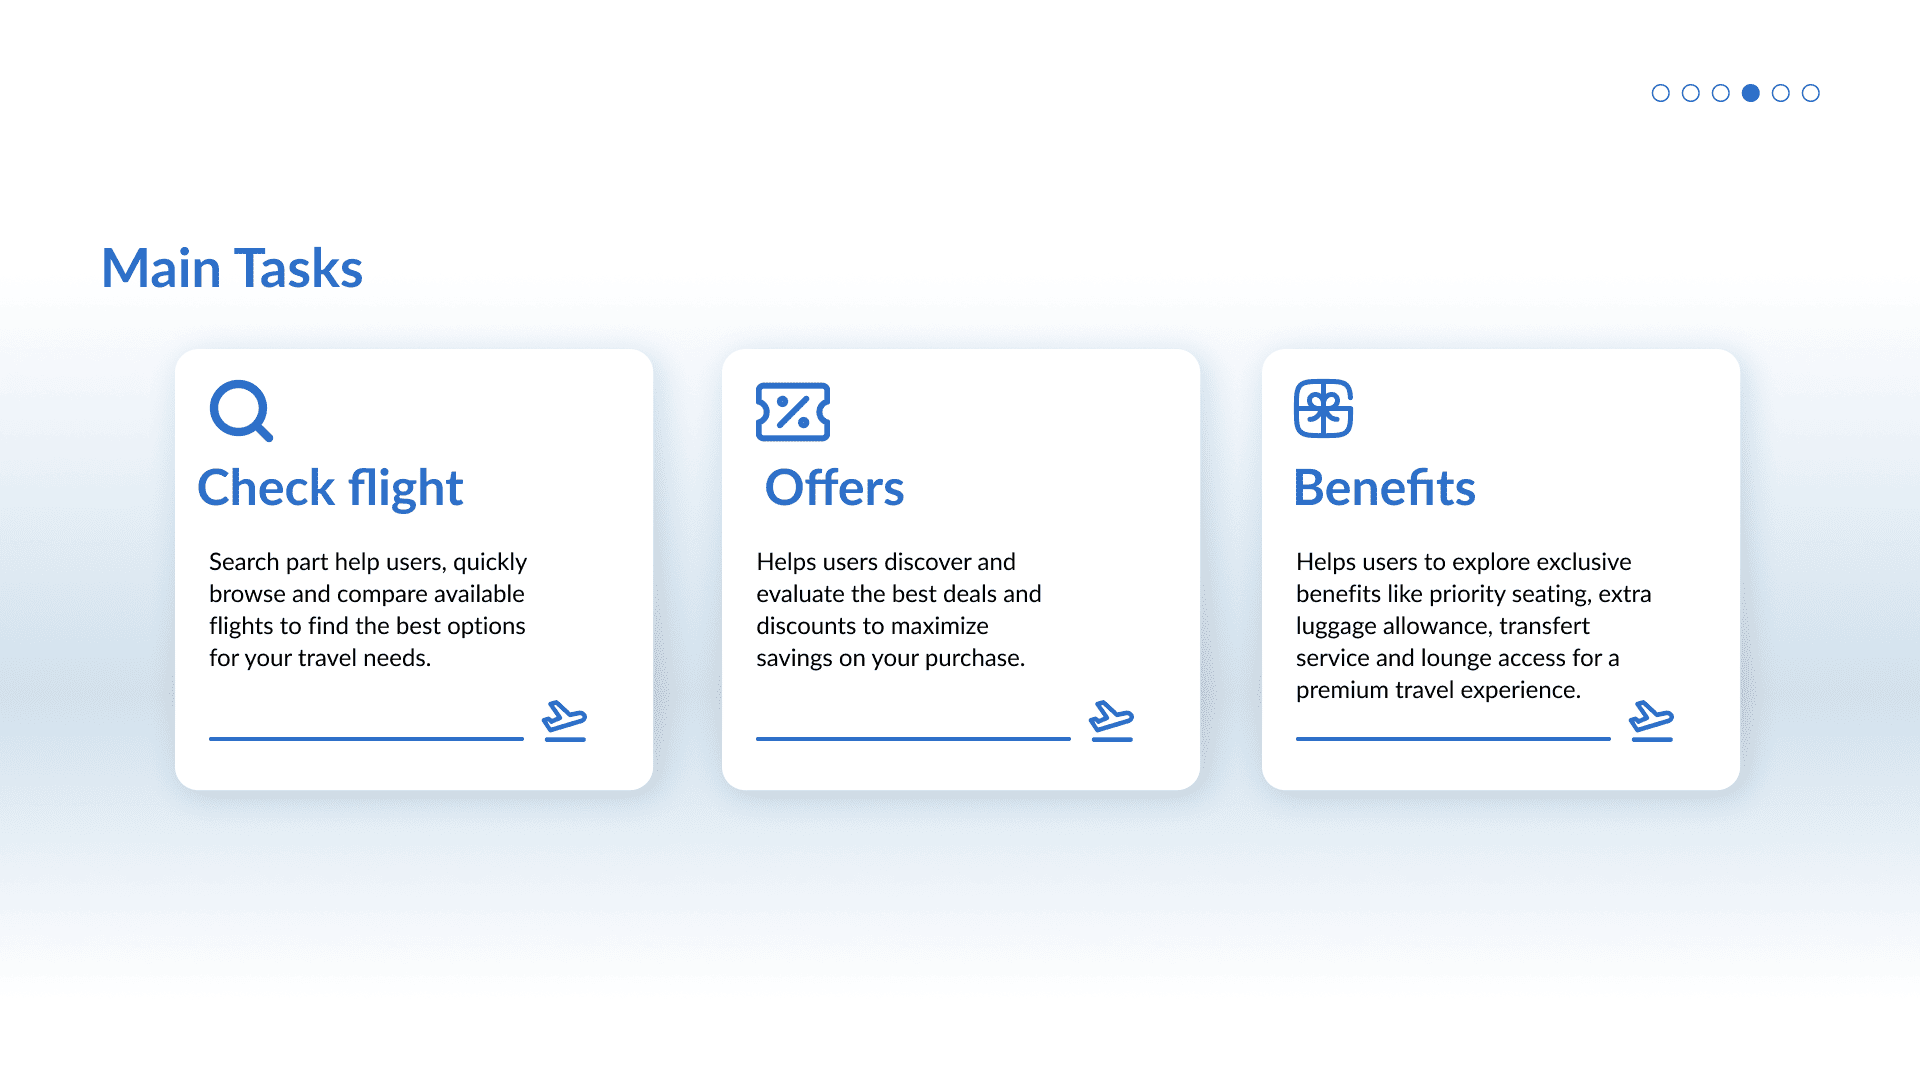 Main Tasks
Check flight
Search part help users, quickly
browse and compare available
flights to find the best options
for your travel needs.
Offers
Helps users discover and
evaluate the best deals and
discounts to maximize
savings on your purchase.
Benefits
Helps users to explore exclusive
benefits like priority seating, extra
luggage allowance, transfert
service and lounge access for a
premium travel experience.